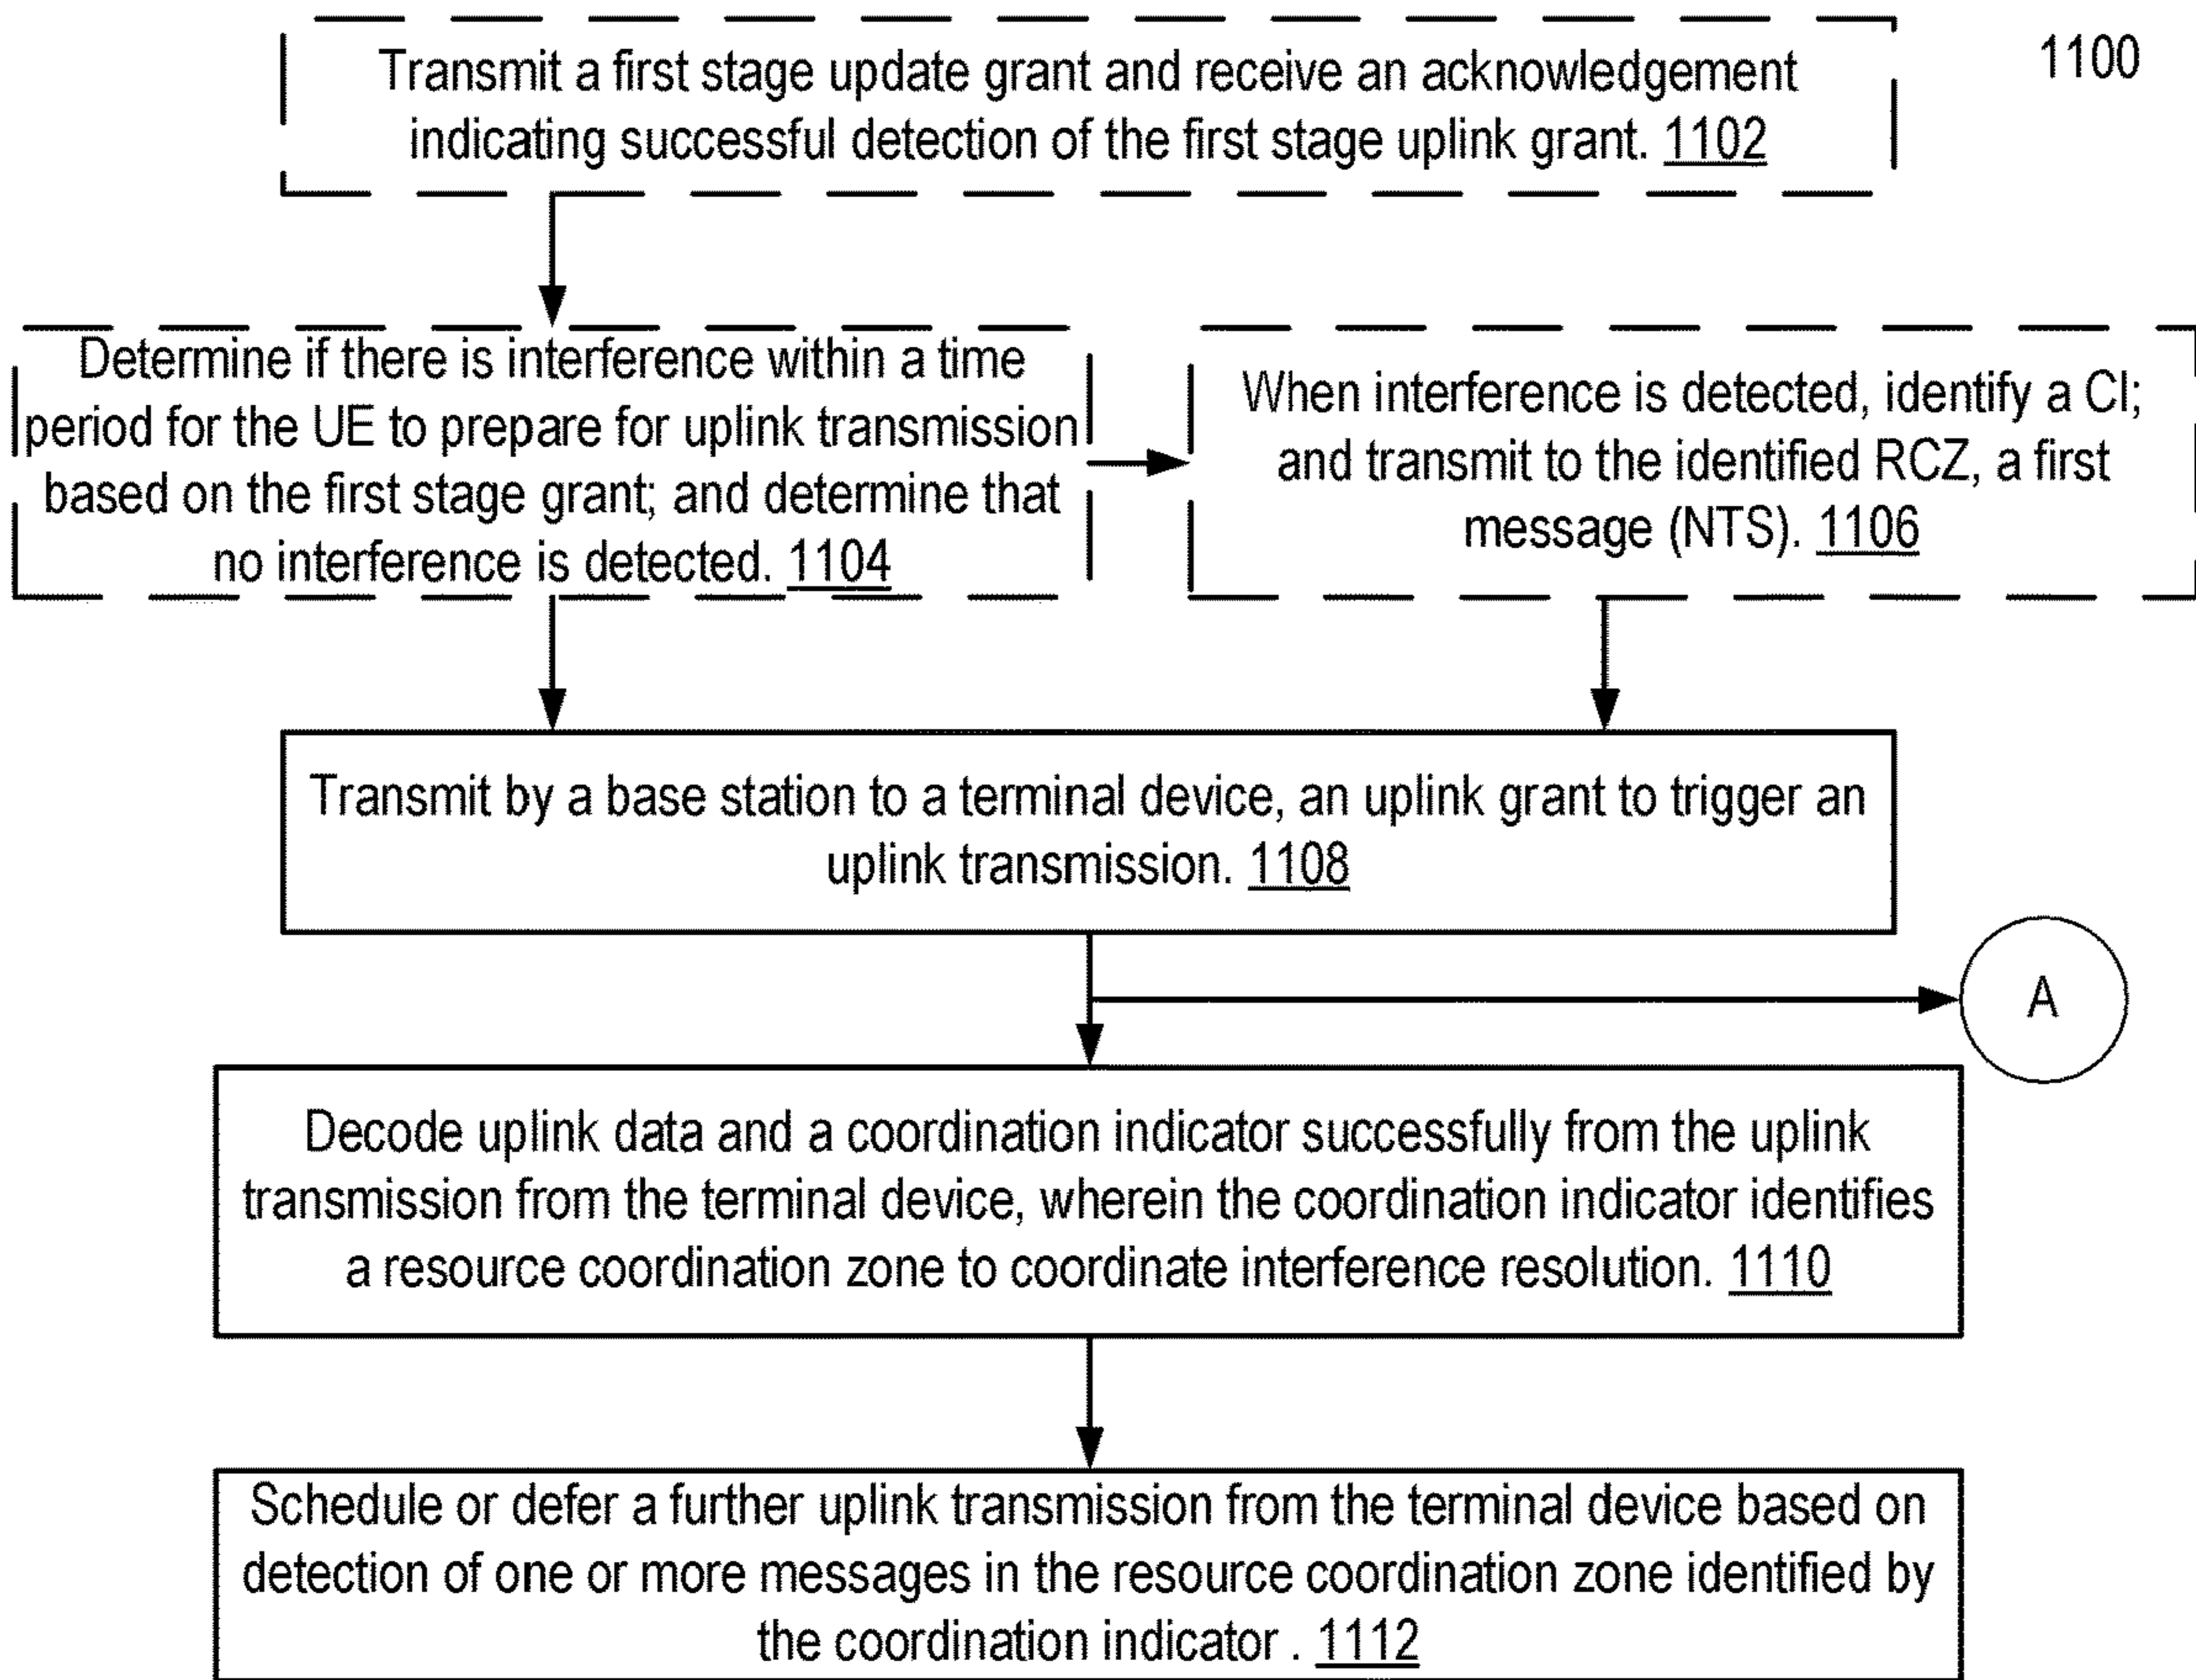 1100
Transmit a first stage update grant and receive an acknowledgement
indicating successful detection of the first stage uplink grant. 1102
Determine if there is interference within a time
period for the UE to prepare for uplink transmission
based on the first stage grant; and determine that
no interference is detected. 1104
When interference is detected, identify a CI;
and transmit to the identified RCZ, a first
message (NTS). 1106
Transmit by a base station to a terminal device, an uplink grant to trigger an
uplink transmission. 1108
A
Decode uplink data and a coordination indicator successfully from the uplink
transmission from the terminal device, wherein the coordination indicator identifies
a resource coordination zone to coordinate interference resolution. 1110
Schedule or defer a further uplink transmission from the terminal device based on
detection of one or more messages in the resource coordination zone identified by
the coordination indicator . 1112